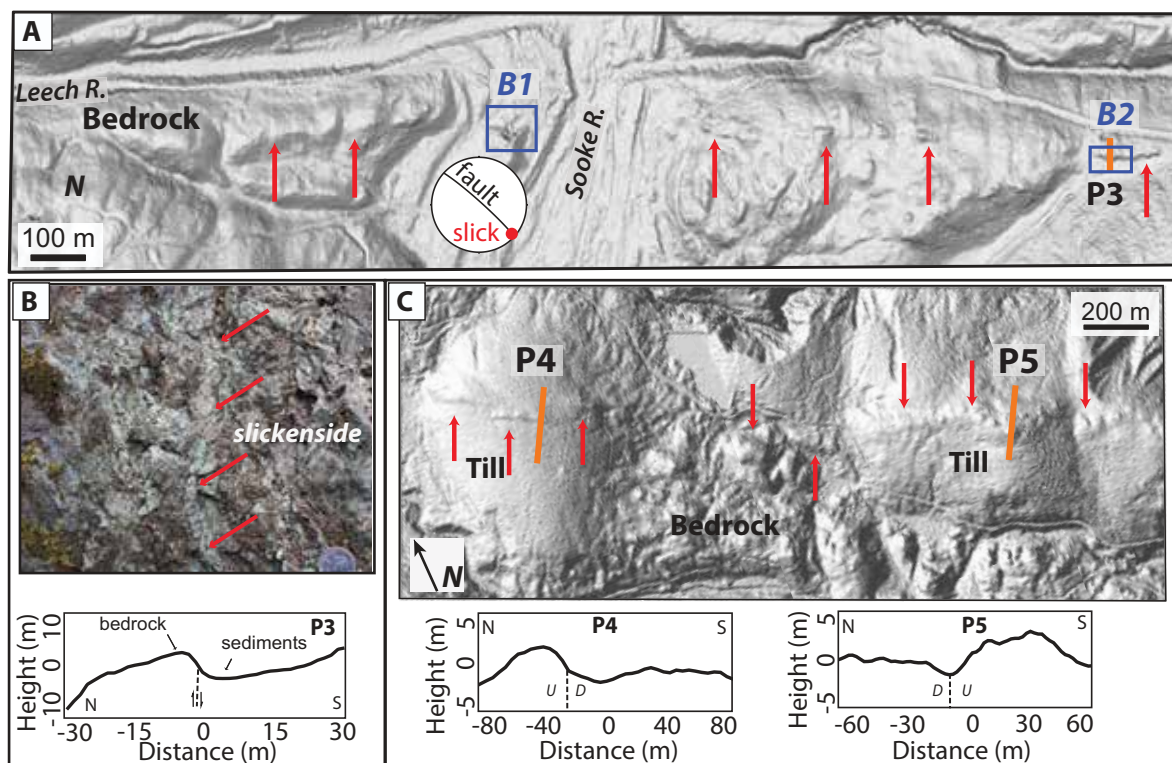 A
Leech R.
Bedrock
B1
Sooke R.
B2
N
fault
slick
P3
100 m
B
slickenside
C
200 m
P4
P5
Till
Till
Bedrock
N
Height (m)
10
0
-10
bedrock
sediments
P3
N
S
-30
-15
0
15
30
Distance (m)
Height (m)
5
0
-5
N
P4
S
U
D
-80
-40
0
40
80
Distance (m)
Height (m)
5
0
-5
N
P5
S
D
U
-60
-30
0
30
60
Distance (m)